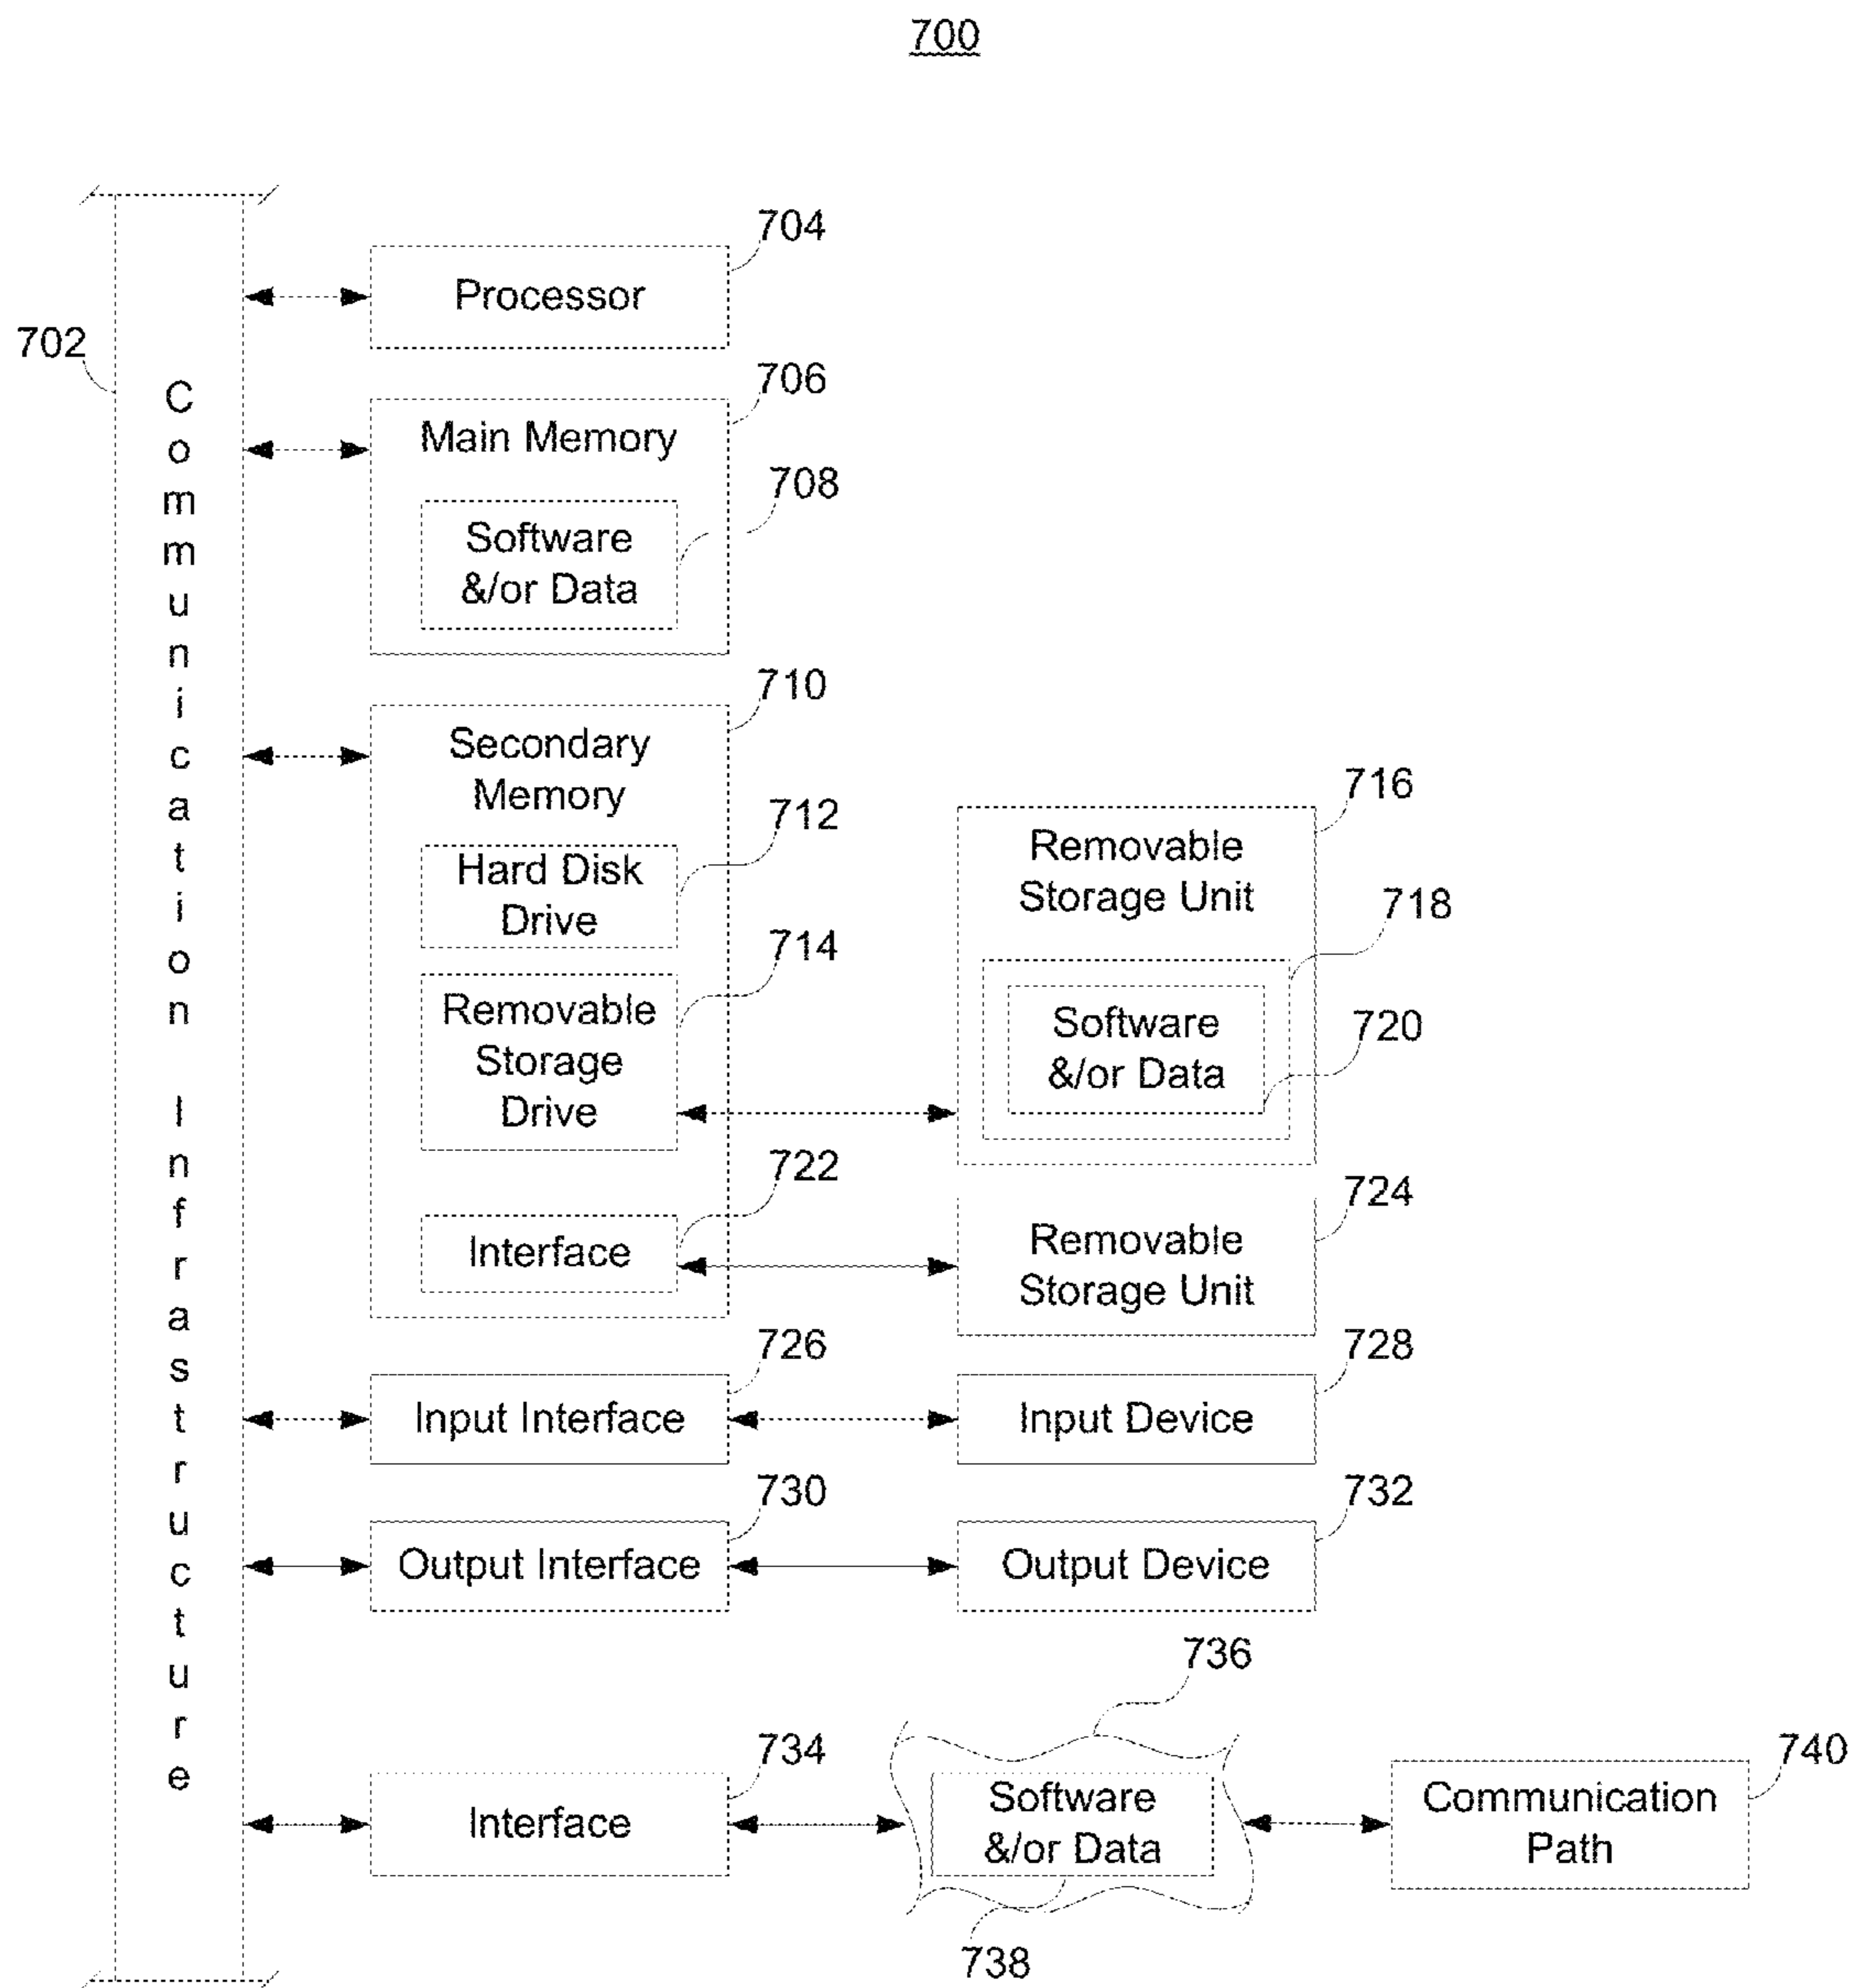 700
702
Communication Infrastructure
704
Processor
706
Main Memory
708
Software
&/or Data
710
Secondary
Memory
712
Hard Disk
Drive
714
Removable
Storage
Drive
716
Removable
Storage Unit
718
Software
&/or Data
720
722
Interface
724
Removable
Storage Unit
726
Input Interface
728
Input Device
730
Output Interface
732
Output Device
734
Interface
736
Software
&/or Data
738
740
Communication
Path